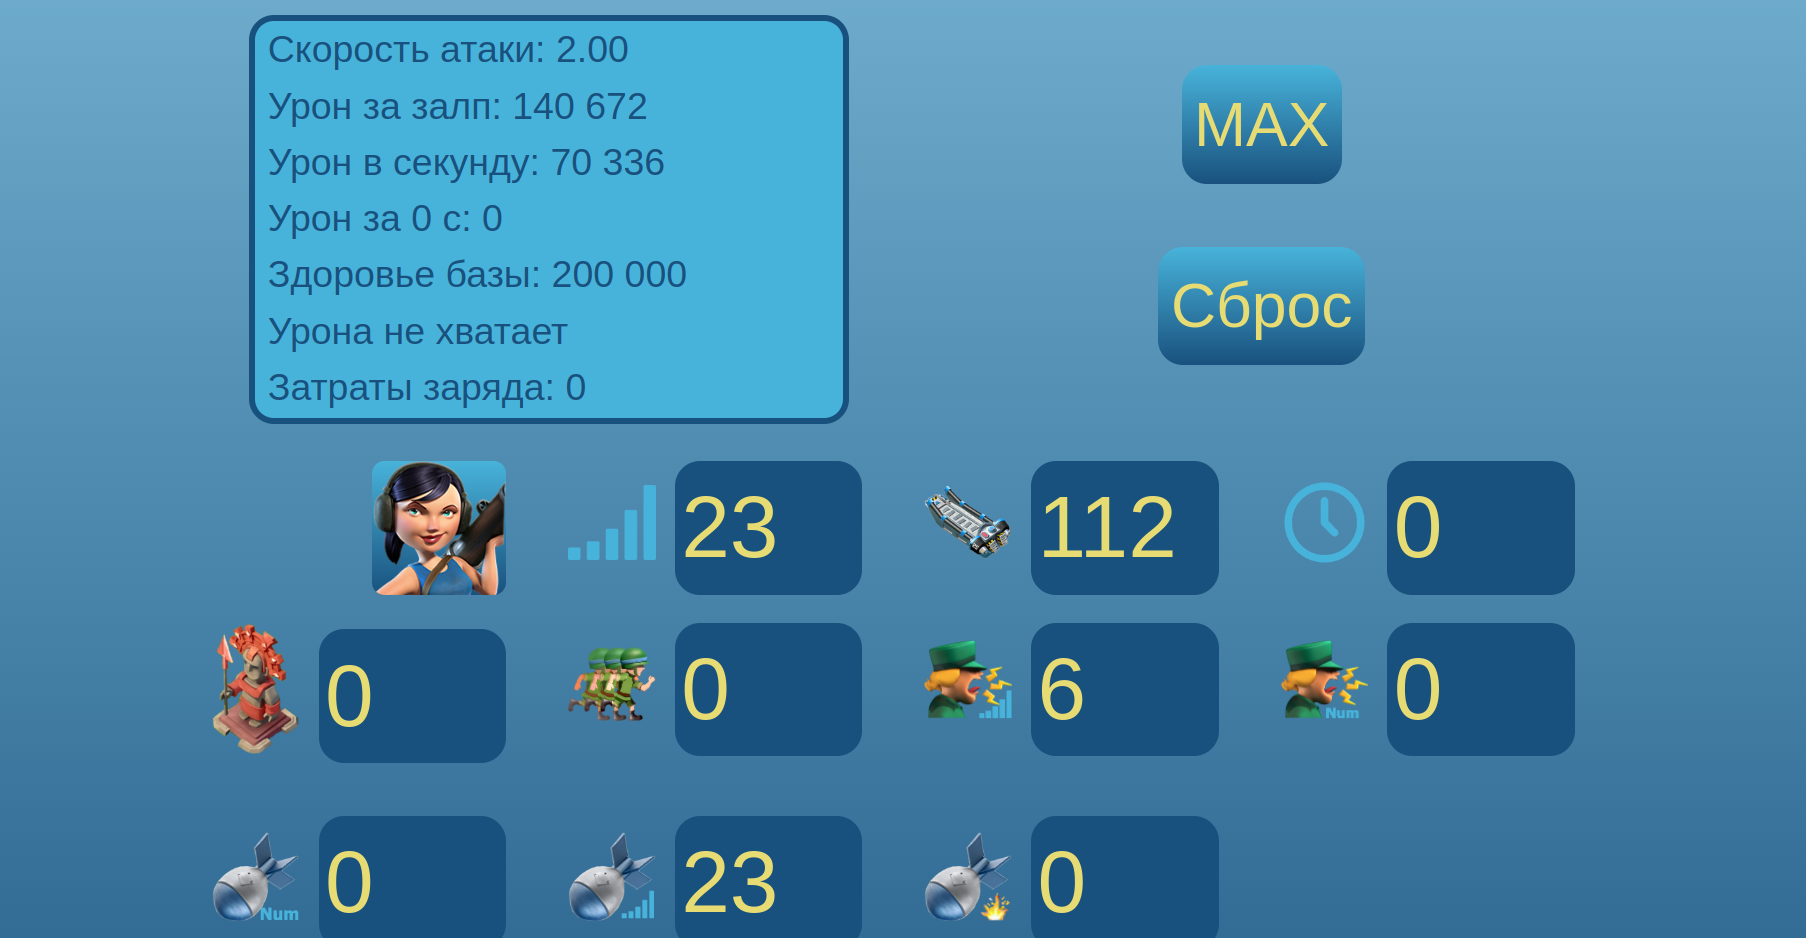 Скорость атаки: 2.00
Урон за залп: 140 672
Урон в секунду: 70 336
Урон за 0 с: 0
Здоровье базы: 200 000
Урона не хватает
Затраты заряда: 0
MAX
Сброс
23
112
0
0
0
6
Num
0
Num
0
23
0